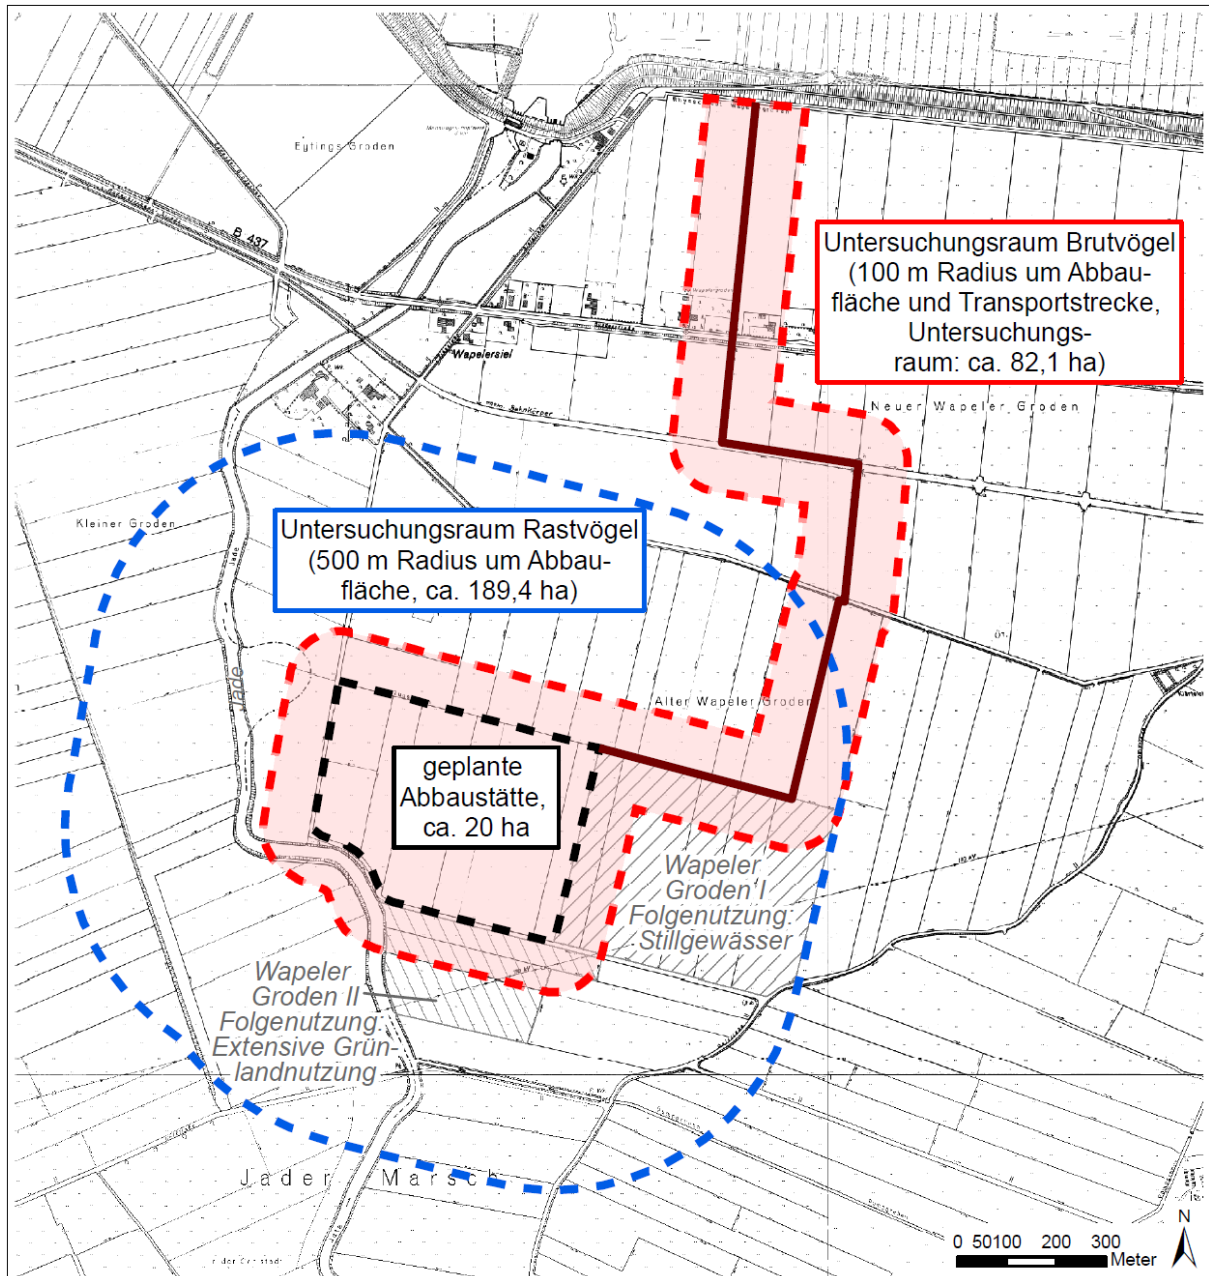 Eytings Groden
B 437
Untersuchungsraum Brutvögel
(100 m Radius um Abbau-
fläche und Transportstrecke,
Untersuchungs-
raum: ca. 82,1 ha)
Wapelersiel
Neuer Wapeler Groden
Kleiner Groden
Jade
Untersuchungsraum Rastvögel
(500 m Radius um Abbau-
fläche, ca. 189,4 ha)
Jade
Alter Wapeler Groden
geplante
Abbaustätte,
ca. 20 ha
Wapeler
Groden I
Folgenutzung:
Stillgewässer
Wapeler
Groden II
Folgenutzung:
Extensive Grün-
landnutzung
Jader Marsch
N
0 50100 200 300
Meter